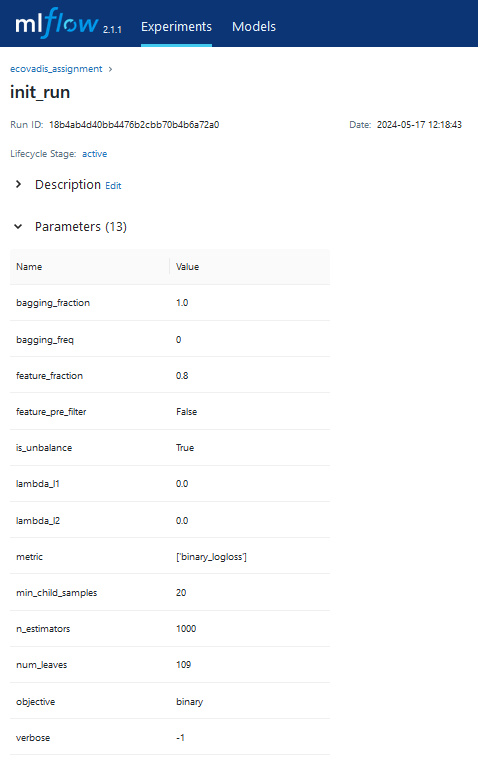 mlflow 2.1.1 Experiments Models
ecovadis_assignment ›
init_run
Run ID: 18b4ab4d40bb4476b2cbb70b4b6a72a0 Date: 2024-05-17 12:18:43
Lifecycle Stage: active
Description Edit
Parameters (13)
Name Value
bagging_fraction 1.0
bagging_freq 0
feature_fraction 0.8
feature_pre_filter False
is_unbalance True
lambda_l1 0.0
lambda_l2 0.0
metric ['binary_logloss']
min_child_samples 20
n_estimators 1000
num_leaves 109
objective binary
verbose -1